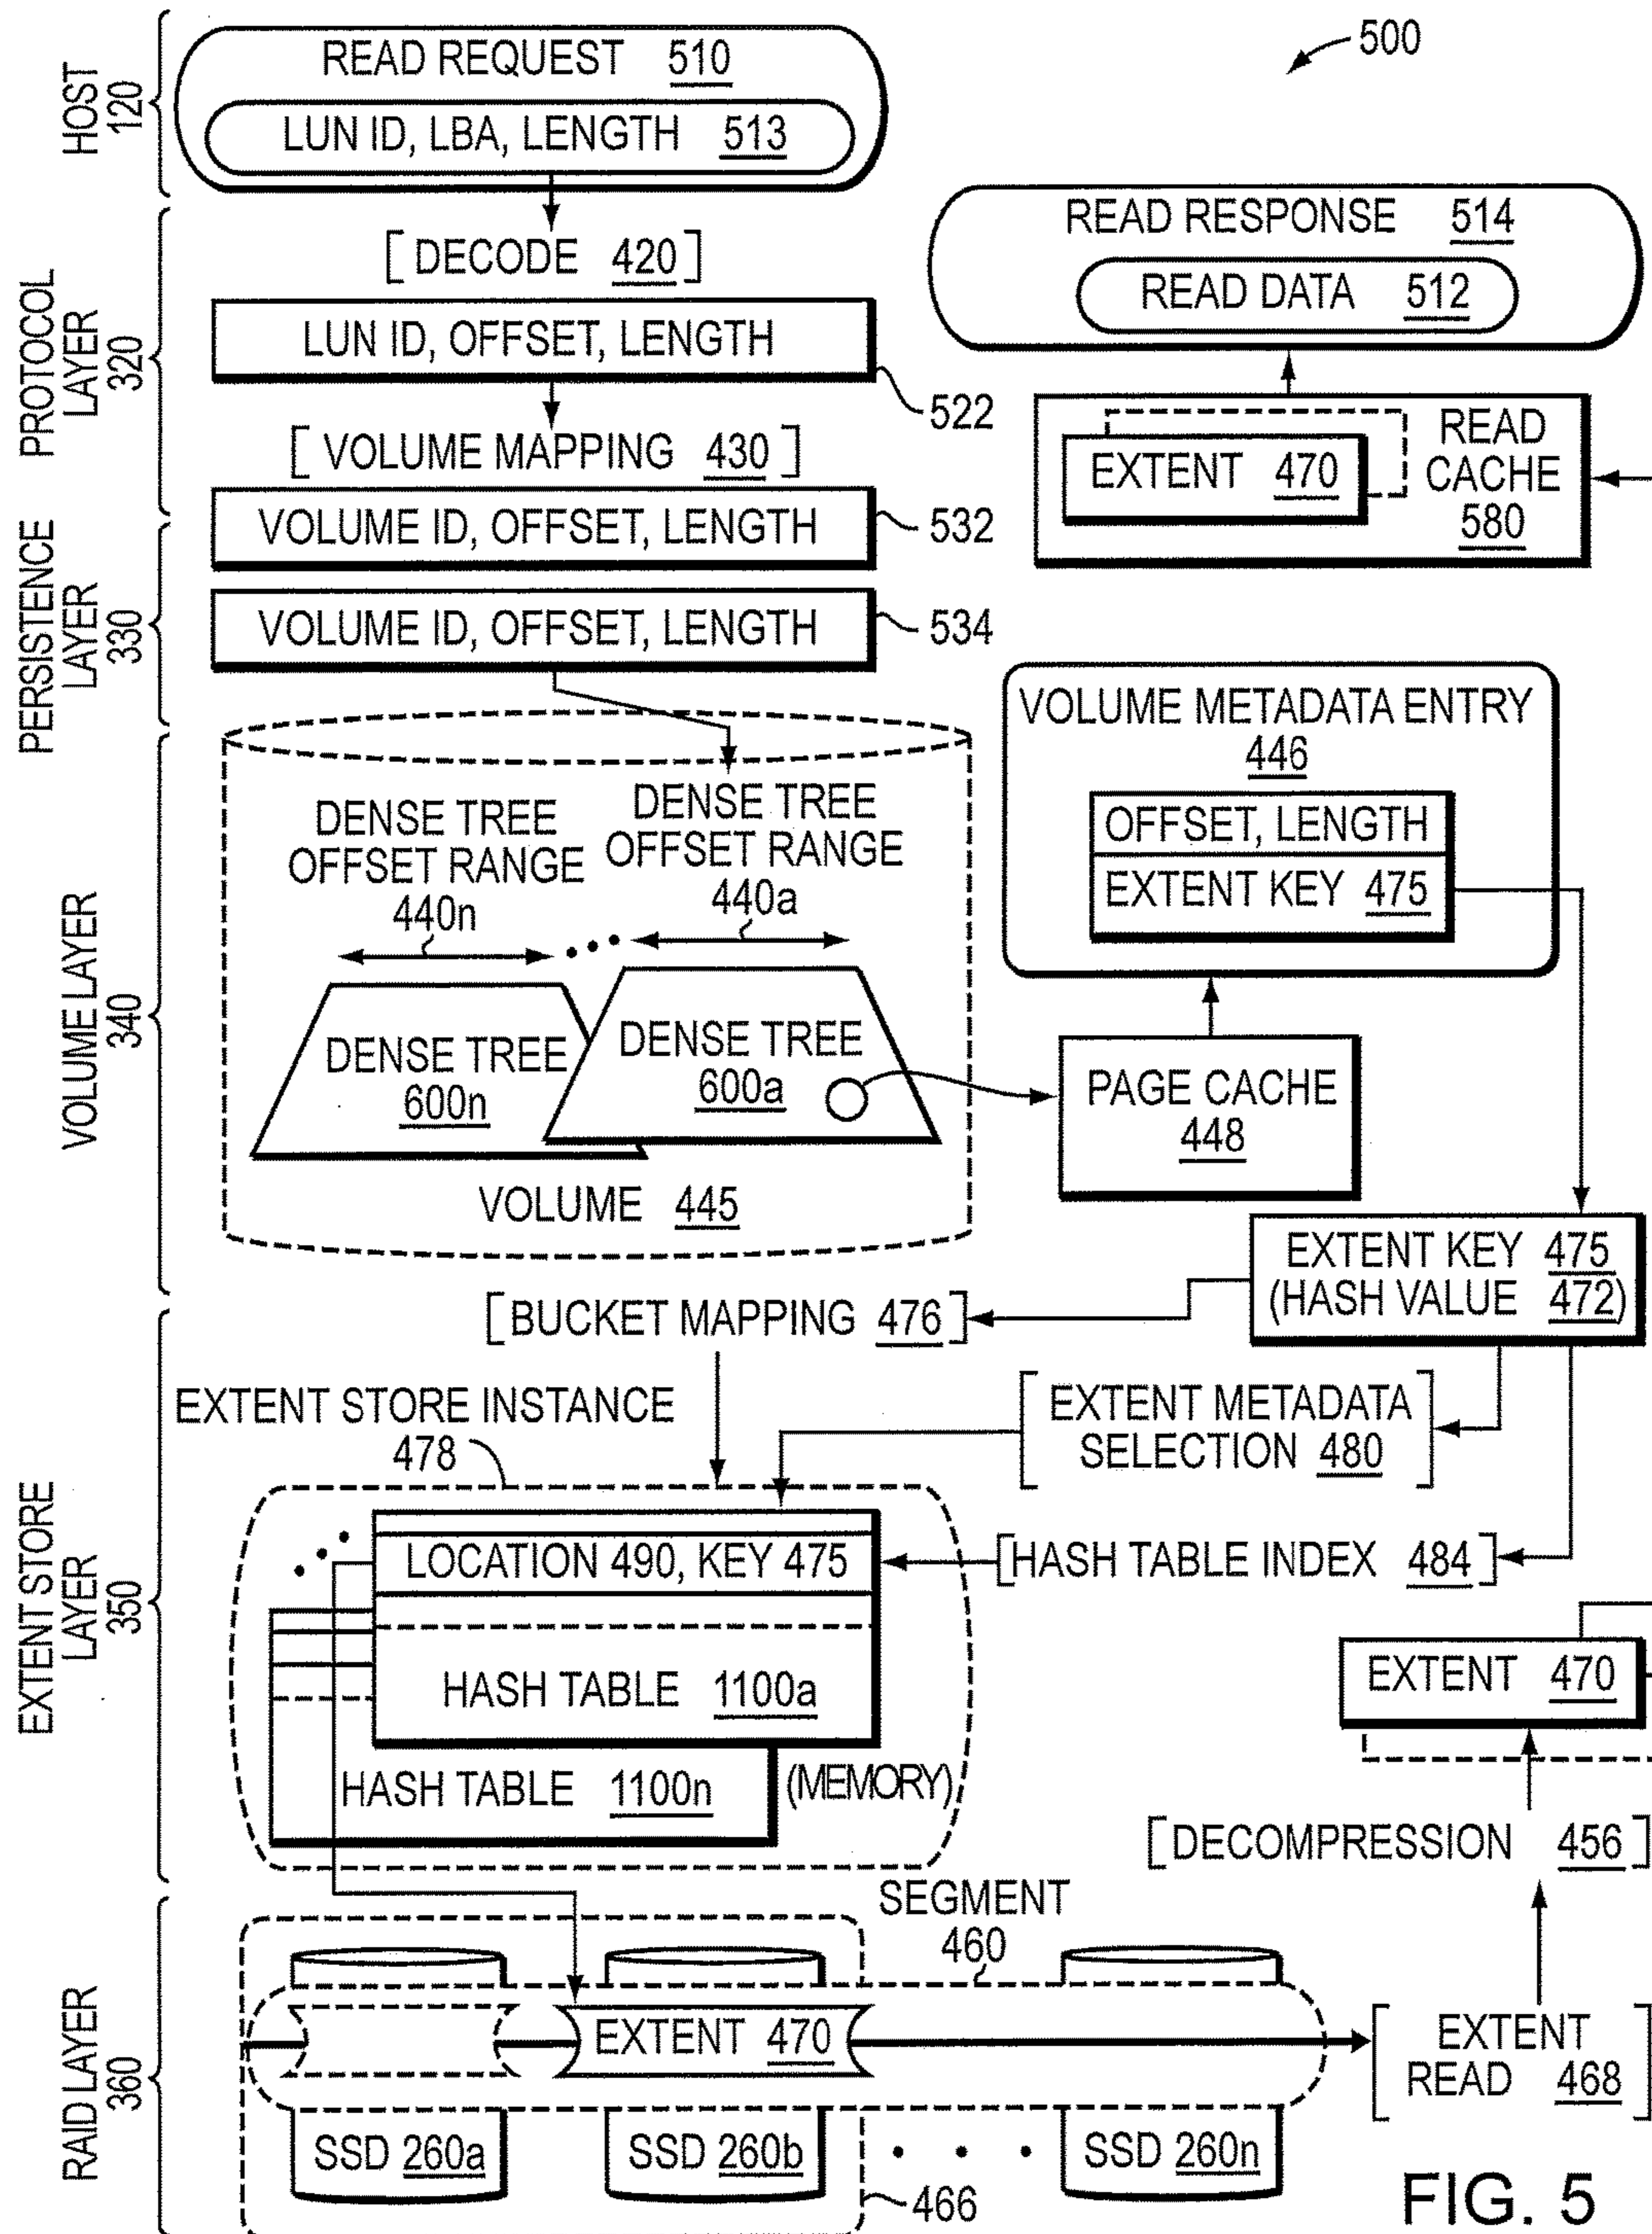 500
HOST
120
READ REQUEST 510
LUN ID, LBA, LENGTH 513
PROTOCOL
LAYER
320
[DECODE 420]
LUN ID, OFFSET, LENGTH
522
[VOLUME MAPPING 430]
VOLUME ID, OFFSET, LENGTH
532
READ RESPONSE 514
READ DATA 512
EXTENT 470
READ
CACHE
580
PERSISTENCE
LAYER
330
VOLUME ID, OFFSET, LENGTH
534
VOLUME LAYER
340
DENSE TREE
OFFSET RANGE
440n
DENSE TREE
OFFSET RANGE
440a
DENSE TREE
600n
DENSE TREE
600a
VOLUME 445
VOLUME METADATA ENTRY
446
OFFSET, LENGTH
EXTENT KEY 475
PAGE CACHE
448
EXTENT KEY 475
(HASH VALUE 472)
EXTENT STORE
LAYER
350
[BUCKET MAPPING 476]
EXTENT STORE INSTANCE
478
[EXTENT METADATA
SELECTION 480]
LOCATION 490, KEY 475
[HASH TABLE INDEX 484]
HASH TABLE 1100a
HASH TABLE 1100n
(MEMORY)
EXTENT 470
[DECOMPRESSION 456]
RAID LAYER
360
SEGMENT
460
EXTENT 470
[EXTENT
READ 468]
SSD 260a
SSD 260b
. . .
SSD 260n
466
FIG. 5